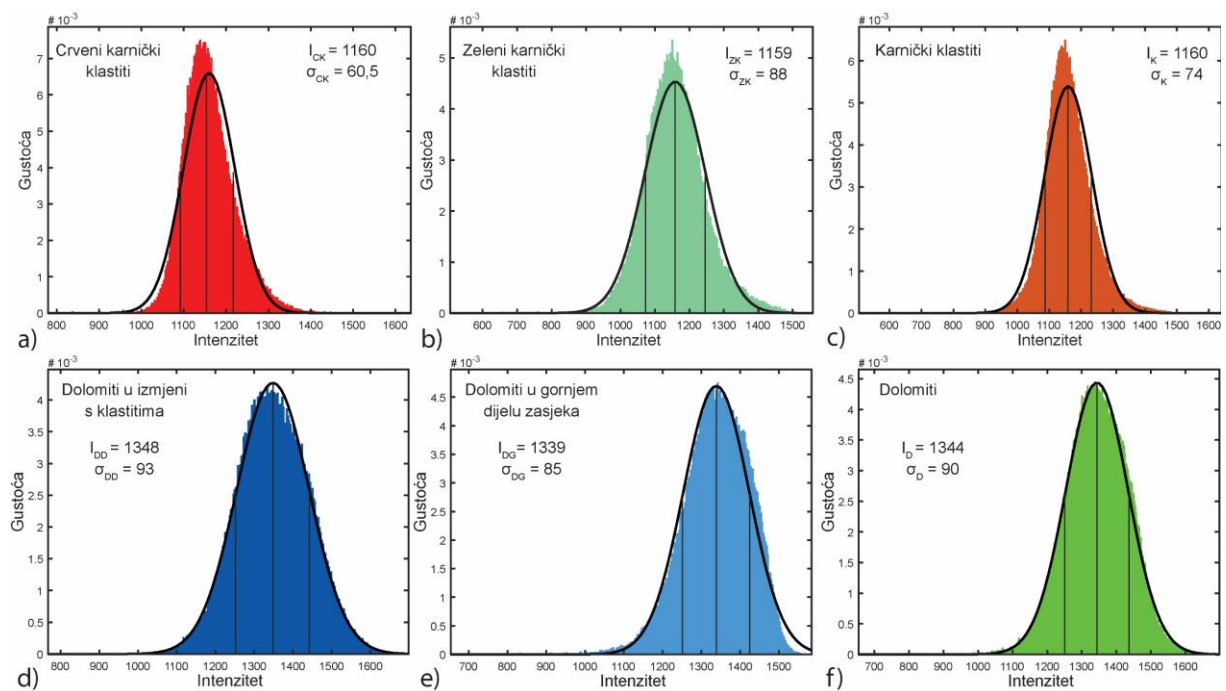 # 10⁻³
Crveni karnički
klastiti
I_CK = 1160
σ_CK = 60,5
Gustoća
7
6
5
4
3
2
1
0
800 900 1000 1100 1200 1300 1400 1500 1600
Intenzitet
a)
# 10⁻³
Zeleni karnički
klastiti
I_ZK = 1159
σ_ZK = 88
Gustoća
5
4
3
2
1
0
600 700 800 900 1000 1100 1200 1300 1400 1500
Intenzitet
b)
# 10⁻³
Karnički klastiti
I_K = 1160
σ_K = 74
Gustoća
6
5
4
3
2
1
0
600 700 800 900 1000 1100 1200 1300 1400 1500 1600
Intenzitet
c)
# 10⁻³
Dolomiti u izmjeni
s klastitima
I_DD = 1348
σ_DD = 93
Gustoća
4
3.5
3
2.5
2
1.5
1
0.5
0
800 900 1000 1100 1200 1300 1400 1500 1600
Intenzitet
d)
# 10⁻³
Dolomiti u gornjem
dijelu zasjeka
I_DG = 1339
σ_DG = 85
Gustoća
4.5
4
3.5
3
2.5
2
1.5
1
0.5
0
700 800 900 1000 1100 1200 1300 1400 1500
Intenzitet
e)
# 10⁻³
Dolomiti
I_D = 1344
σ_D = 90
Gustoća
4.5
4
3.5
3
2.5
2
1.5
1
0.5
0
700 800 900 1000 1100 1200 1300 1400 1500 1600
Intenzitet
f)